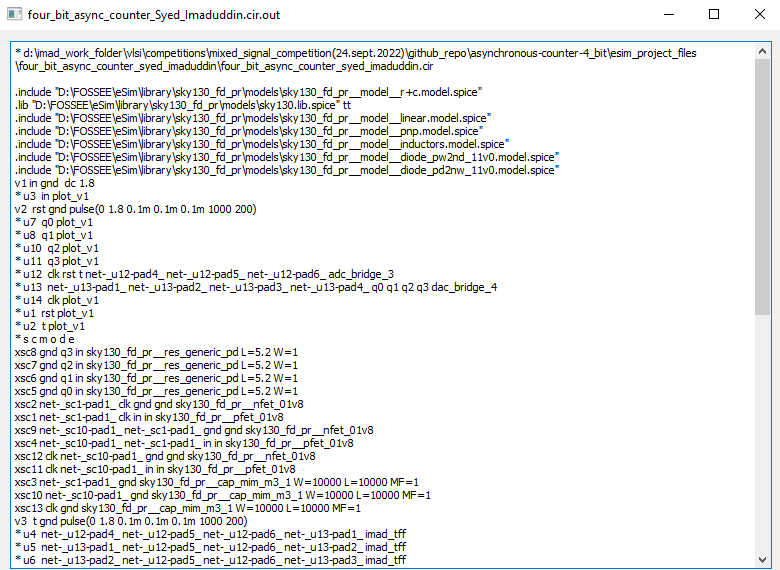 four_bit_async_counter_Syed_Imaduddin.cir.out
* d:\imad_work_folder\vlsi\competitions\mixed_signal_competition(24.sept.2022)\github_repo\asynchronous-counter-4_bit\esim_project_files
\four_bit_async_counter_syed_imaduddin\four_bit_async_counter_syed_imaduddin.cir
.include "D:\FOSSEE\eSim\library\sky130_fd_pr\models\sky130_fd_pr__model__r+c.model.spice"
.lib "D:\FOSSEE\eSim\library\sky130_fd_pr\models\sky130.lib.spice" tt
.include "D:\FOSSEE\eSim\library\sky130_fd_pr\models\sky130_fd_pr__model__linear.model.spice"
.include "D:\FOSSEE\eSim\library\sky130_fd_pr\models\sky130_fd_pr__model__pnp.model.spice"
.include "D:\FOSSEE\eSim\library\sky130_fd_pr\models\sky130_fd_pr__model__inductors.model.spice"
.include "D:\FOSSEE\eSim\library\sky130_fd_pr\models\sky130_fd_pr__model__diode_pw2nd_11v0.model.spice"
.include "D:\FOSSEE\eSim\library\sky130_fd_pr\models\sky130_fd_pr__model__diode_pd2nw_11v0.model.spice"
v1 in gnd  dc 1.8
* u3  in plot_v1
v2  rst gnd pulse(0 1.8 0.1m 0.1m 0.1m 1000 200)
* u7  q0 plot_v1
* u8  q1 plot_v1
* u10  q2 plot_v1
* u11  q3 plot_v1
* u12  clk rst t net-_u12-pad4_ net-_u12-pad5_ net-_u12-pad6_ adc_bridge_3
* u13  net-_u13-pad1_ net-_u13-pad2_ net-_u13-pad3_ net-_u13-pad4_ q0 q1 q2 q3 dac_bridge_4
* u14  clk plot_v1
* u1  rst plot_v1
* u2  t plot_v1
* s c m o d e
xsc8 gnd q3 in sky130_fd_pr__res_generic_pd L=5.2 W=1
xsc7 gnd q2 in sky130_fd_pr__res_generic_pd L=5.2 W=1
xsc6 gnd q1 in sky130_fd_pr__res_generic_pd L=5.2 W=1
xsc5 gnd q0 in sky130_fd_pr__res_generic_pd L=5.2 W=1
xsc2 net-_sc1-pad1_ clk gnd gnd sky130_fd_pr__nfet_01v8
xsc1 net-_sc1-pad1_ clk in in sky130_fd_pr__pfet_01v8
xsc9 net-_sc10-pad1_ net-_sc1-pad1_ gnd gnd sky130_fd_pr__nfet_01v8
xsc4 net-_sc10-pad1_ net-_sc1-pad1_ in in sky130_fd_pr__pfet_01v8
xsc12 clk net-_sc10-pad1_ gnd gnd sky130_fd_pr__nfet_01v8
xsc11 clk net-_sc10-pad1_ in in sky130_fd_pr__pfet_01v8
xsc3 net-_sc1-pad1_ gnd sky130_fd_pr__cap_mim_m3_1 W=10000 L=10000 MF=1
xsc10 net-_sc10-pad1_ gnd sky130_fd_pr__cap_mim_m3_1 W=10000 L=10000 MF=1
xsc13 clk gnd sky130_fd_pr__cap_mim_m3_1 W=10000 L=10000 MF=1
v3  t gnd pulse(0 1.8 0.1m 0.1m 0.1m 1000 200)
* u4  net-_u12-pad4_ net-_u12-pad5_ net-_u12-pad6_ net-_u13-pad1_ imad_tff
* u5  net-_u13-pad1_ net-_u12-pad5_ net-_u12-pad6_ net-_u13-pad2_ imad_tff
* u6  net-_u13-pad2_ net-_u12-pad5_ net-_u12-pad6_ net-_u13-pad3_ imad_tff